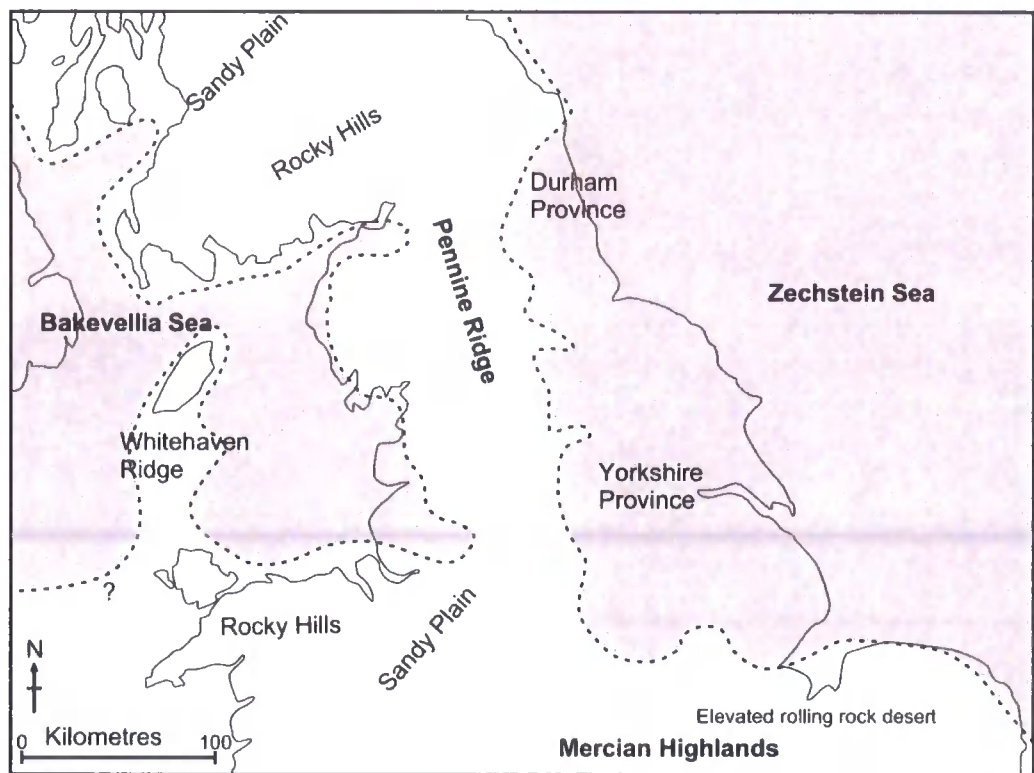 Sandy Plain
Rocky Hills
Durham
Province
Pennine Ridge
Zechstein Sea
Bakevellia Sea
Whitehaven
Ridge
Yorkshire
Province
?
Rocky Hills
Sandy Plain
N
Elevated rolling rock desert
0 Kilometres 100
Mercian Highlands